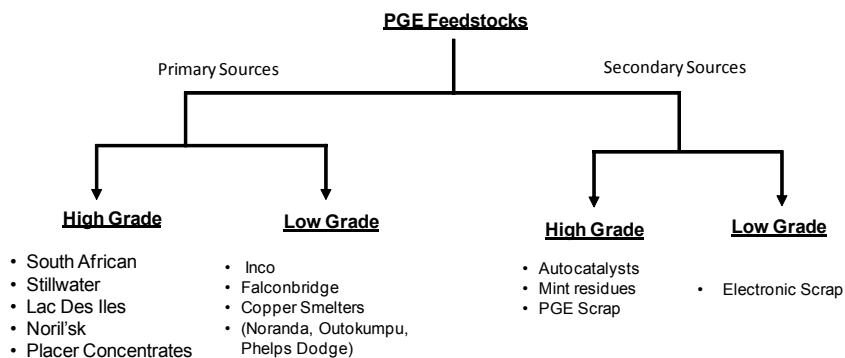 PGE Feedstocks
Primary Sources
Secondary Sources
High Grade
• South African
• Stillwater
• Lac Des Iles
• Noril'sk
• Placer Concentrates
Low Grade
• Inco
• Falconbridge
• Copper Smelters
• (Noranda, Outokumpu,
Phelps Dodge)
High Grade
• Autocatalysts
• Mint residues
• PGE Scrap
Low Grade
• Electronic Scrap